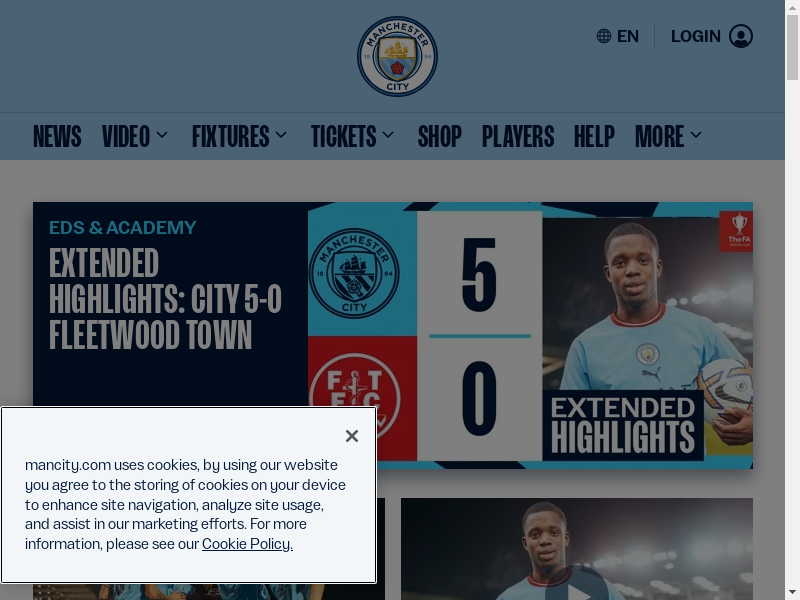 MANCHESTER
18 94
CITY
EN
LOGIN
NEWS
VIDEO
FIXTURES
TICKETS
SHOP
PLAYERS
HELP
MORE
EDS & ACADEMY
EXTENDED
HIGHLIGHTS: CITY 5-0
FLEETWOOD TOWN
MANCHESTER
18 94
CITY
5
0
F T
F C
The FA
EXTENDED
HIGHLIGHTS
mancity.com uses cookies, by using our website
you agree to the storing of cookies on your device
to enhance site navigation, analyze site usage,
and assist in our marketing efforts. For more
information, please see our Cookie Policy.